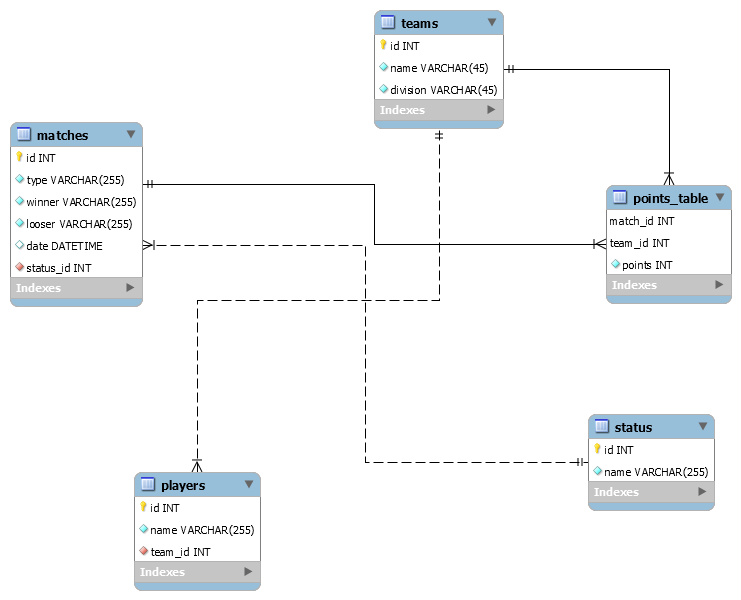 teams
id INT
name VARCHAR(45)
division VARCHAR(45)
Indexes
matches
id INT
type VARCHAR(255)
winner VARCHAR(255)
looser VARCHAR(255)
date DATETIME
status_id INT
Indexes
points_table
match_id INT
team_id INT
points INT
Indexes
status
id INT
name VARCHAR(255)
Indexes
players
id INT
name VARCHAR(255)
team_id INT
Indexes